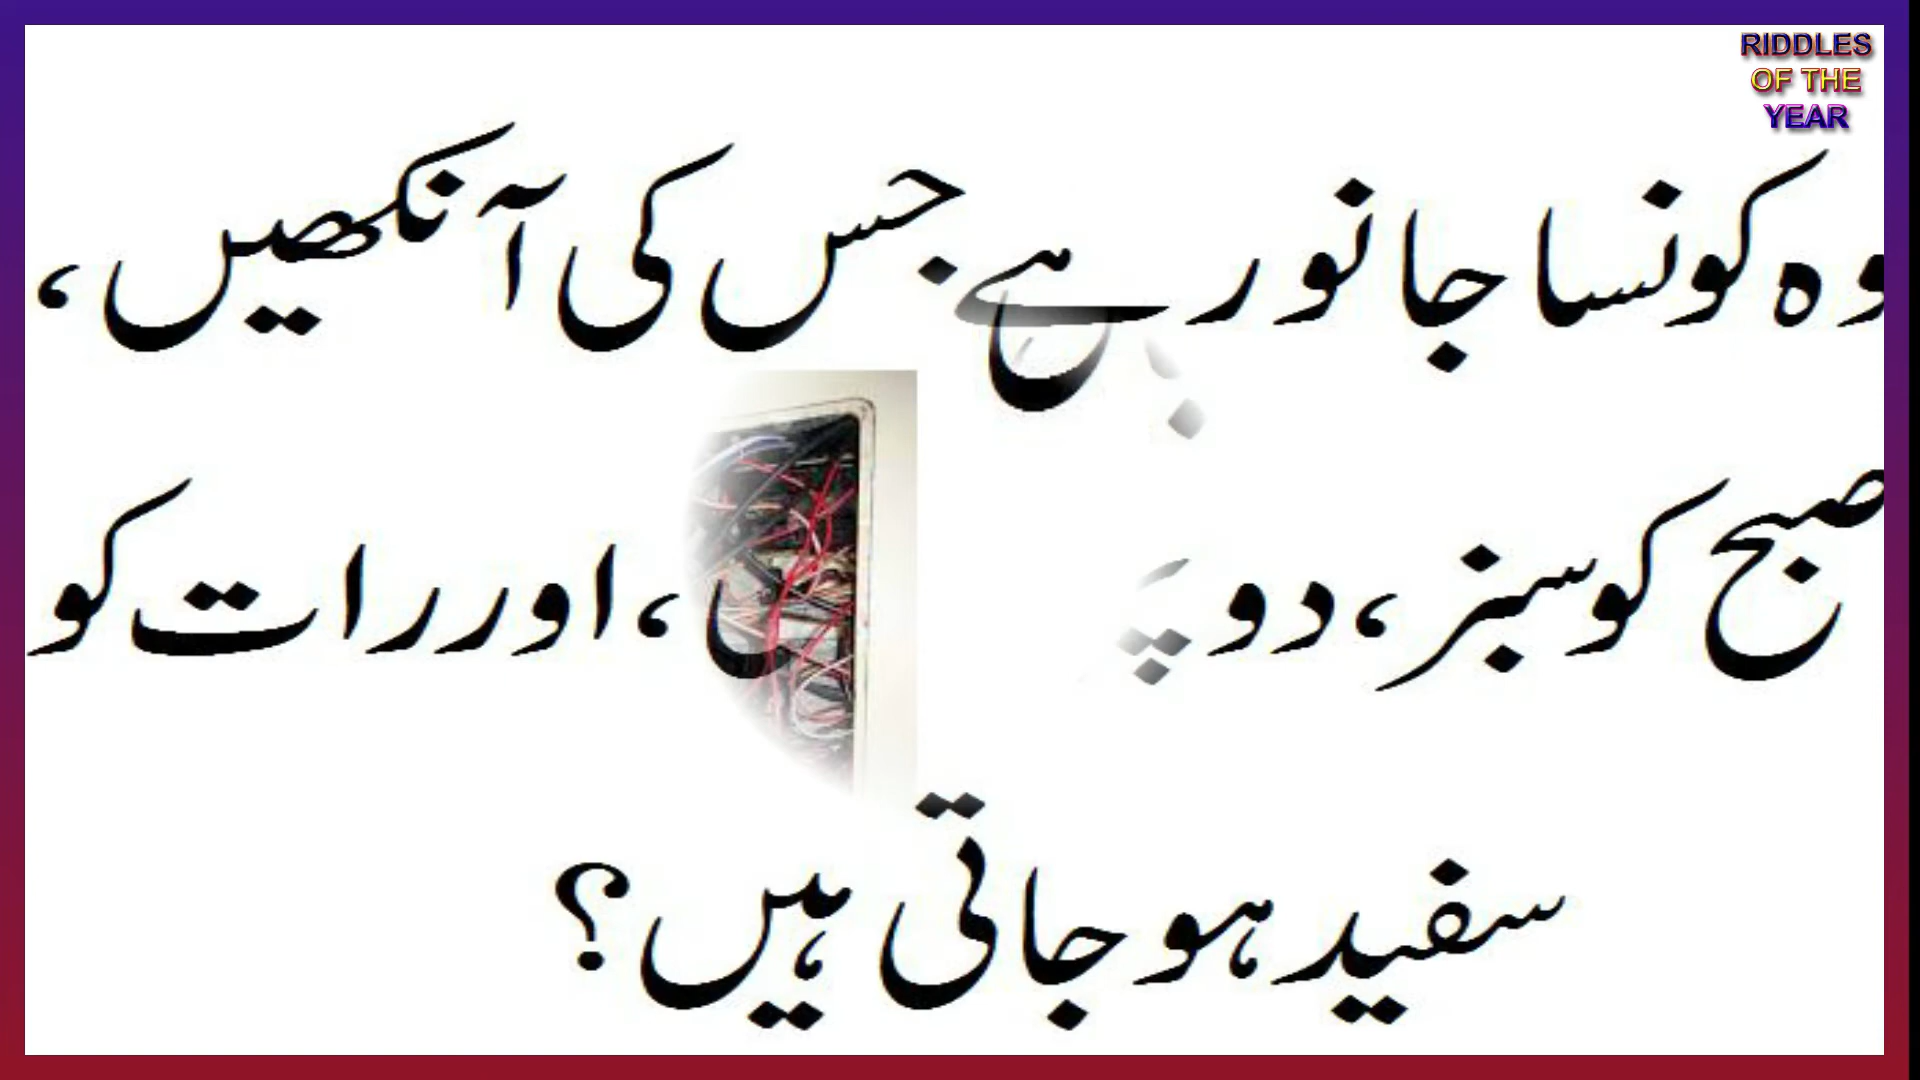 RIDDLES
OF THE
YEAR
وہ کونسا جانور ہے جس کی آنکھیں،
صبح کو سبز، دو ،اور رات کو
سفید ہو جاتی ہیں؟